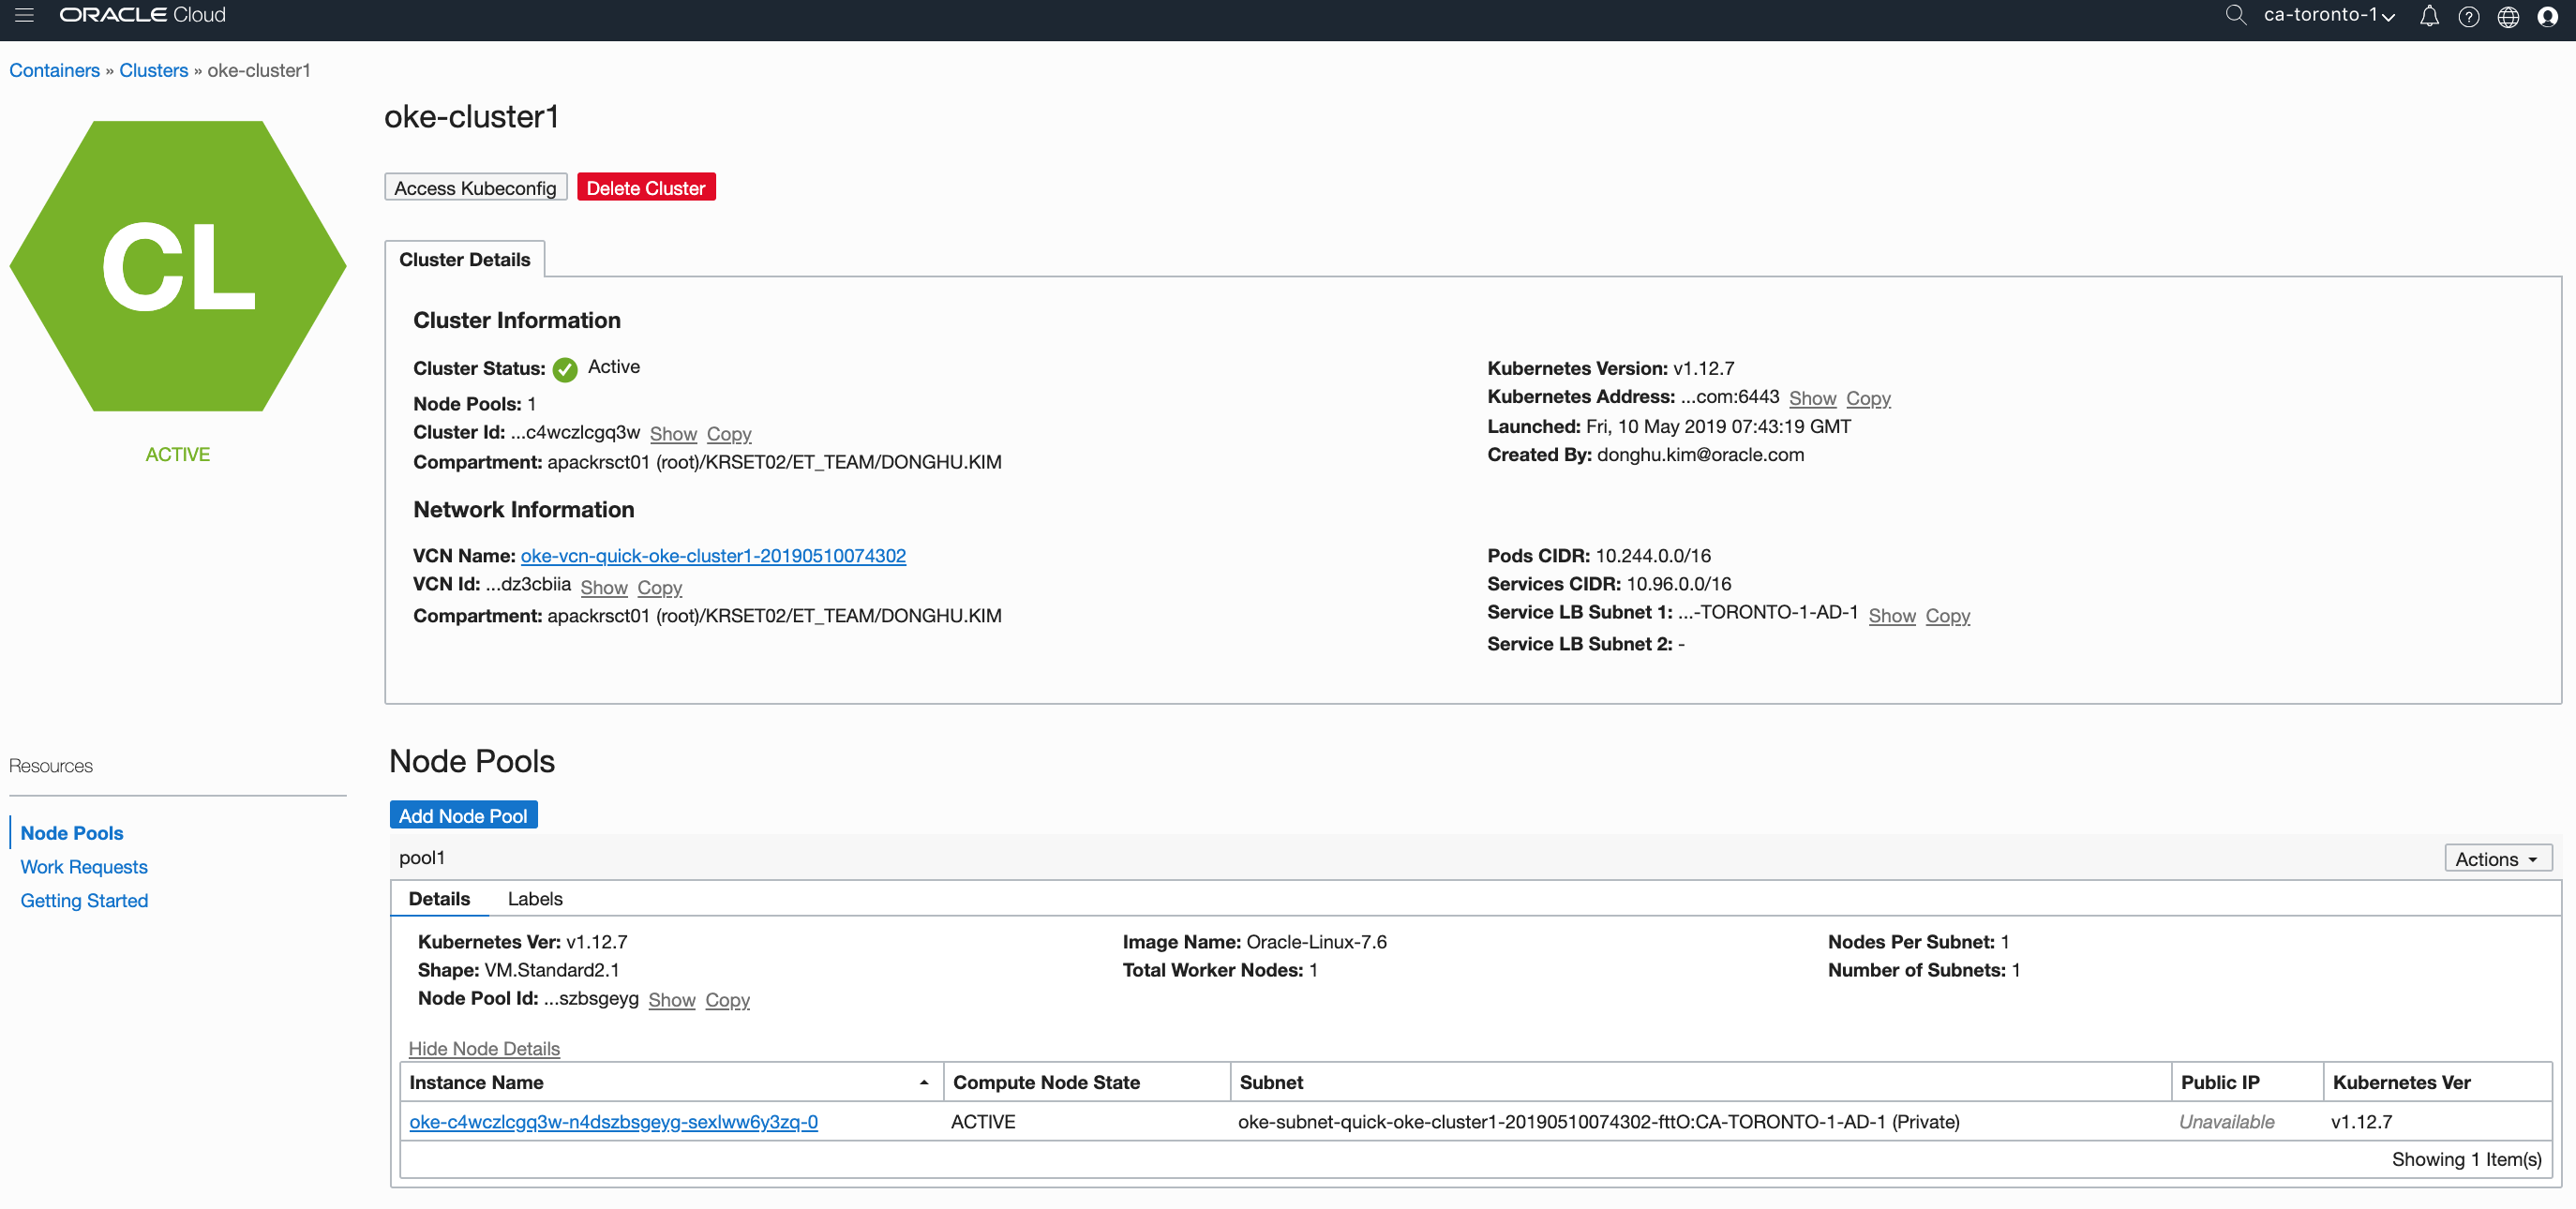 ORACLE Cloud
ca-toronto-1
Containers » Clusters » oke-cluster1
CL
ACTIVE
oke-cluster1
Access Kubeconfig Delete Cluster
Cluster Details
Cluster Information
Cluster Status: Active
Node Pools: 1
Cluster Id: ...c4wczlcgq3w Show Copy
Compartment: apackrsct01 (root)/KRSET02/ET_TEAM/DONGHU.KIM
Kubernetes Version: v1.12.7
Kubernetes Address: ...com:6443 Show Copy
Launched: Fri, 10 May 2019 07:43:19 GMT
Created By: donghu.kim@oracle.com
Network Information
VCN Name: oke-vcn-quick-oke-cluster1-20190510074302
VCN Id: ...dz3cbiia Show Copy
Compartment: apackrsct01 (root)/KRSET02/ET_TEAM/DONGHU.KIM
Pods CIDR: 10.244.0.0/16
Services CIDR: 10.96.0.0/16
Service LB Subnet 1: ...-TORONTO-1-AD-1 Show Copy
Service LB Subnet 2: -
Resources
Node Pools
Work Requests
Getting Started
Node Pools
Add Node Pool
pool1 Actions
Details Labels
Kubernetes Ver: v1.12.7
Shape: VM.Standard2.1
Node Pool Id: ...szbsgeyg Show Copy
Image Name: Oracle-Linux-7.6
Total Worker Nodes: 1
Nodes Per Subnet: 1
Number of Subnets: 1
Hide Node Details
Instance Name Compute Node State Subnet Public IP Kubernetes Ver
oke-c4wczlcgq3w-n4dszbsgeyg-sexlww6y3zq-0 ACTIVE oke-subnet-quick-oke-cluster1-20190510074302-fttO:CA-TORONTO-1-AD-1 (Private) Unavailable v1.12.7
Showing 1 Item(s)